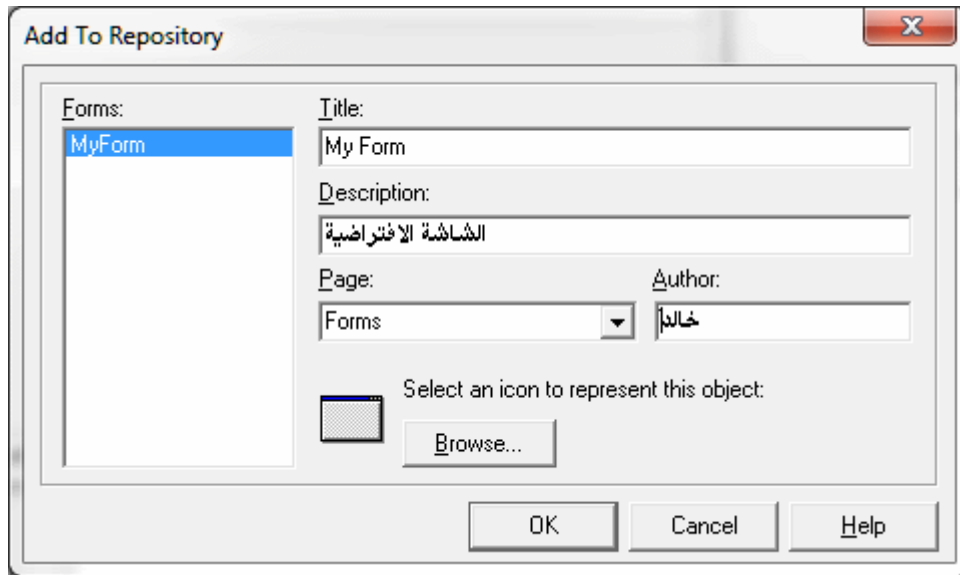 Add To Repository
Forms:
MyForm
Title:
My Form
Description:
الشاشة الافتراضية
Page:
Forms
Author:
خالد
Select an icon to represent this object:
Browse...
OK
Cancel
Help